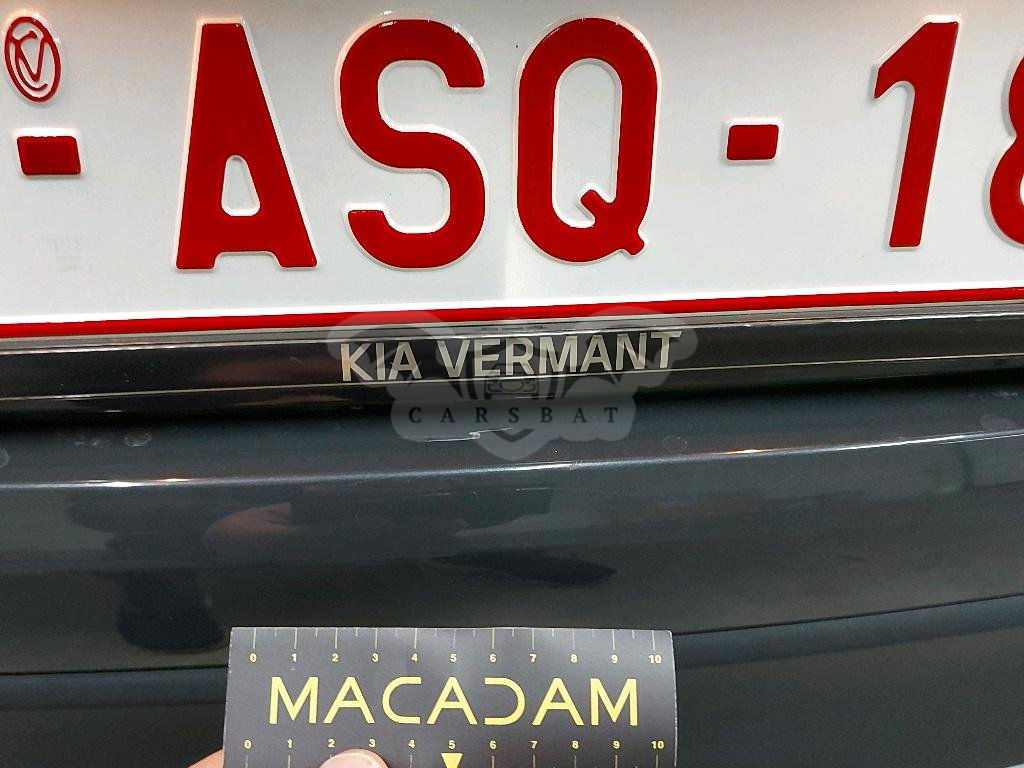 - ASQ - 18
KIA VERMANT
CARSBAT
0 1 2 3 4 5 6 7 8 9 10
MACADAM
0 1 2 3 4 5 6 7 8 9 10